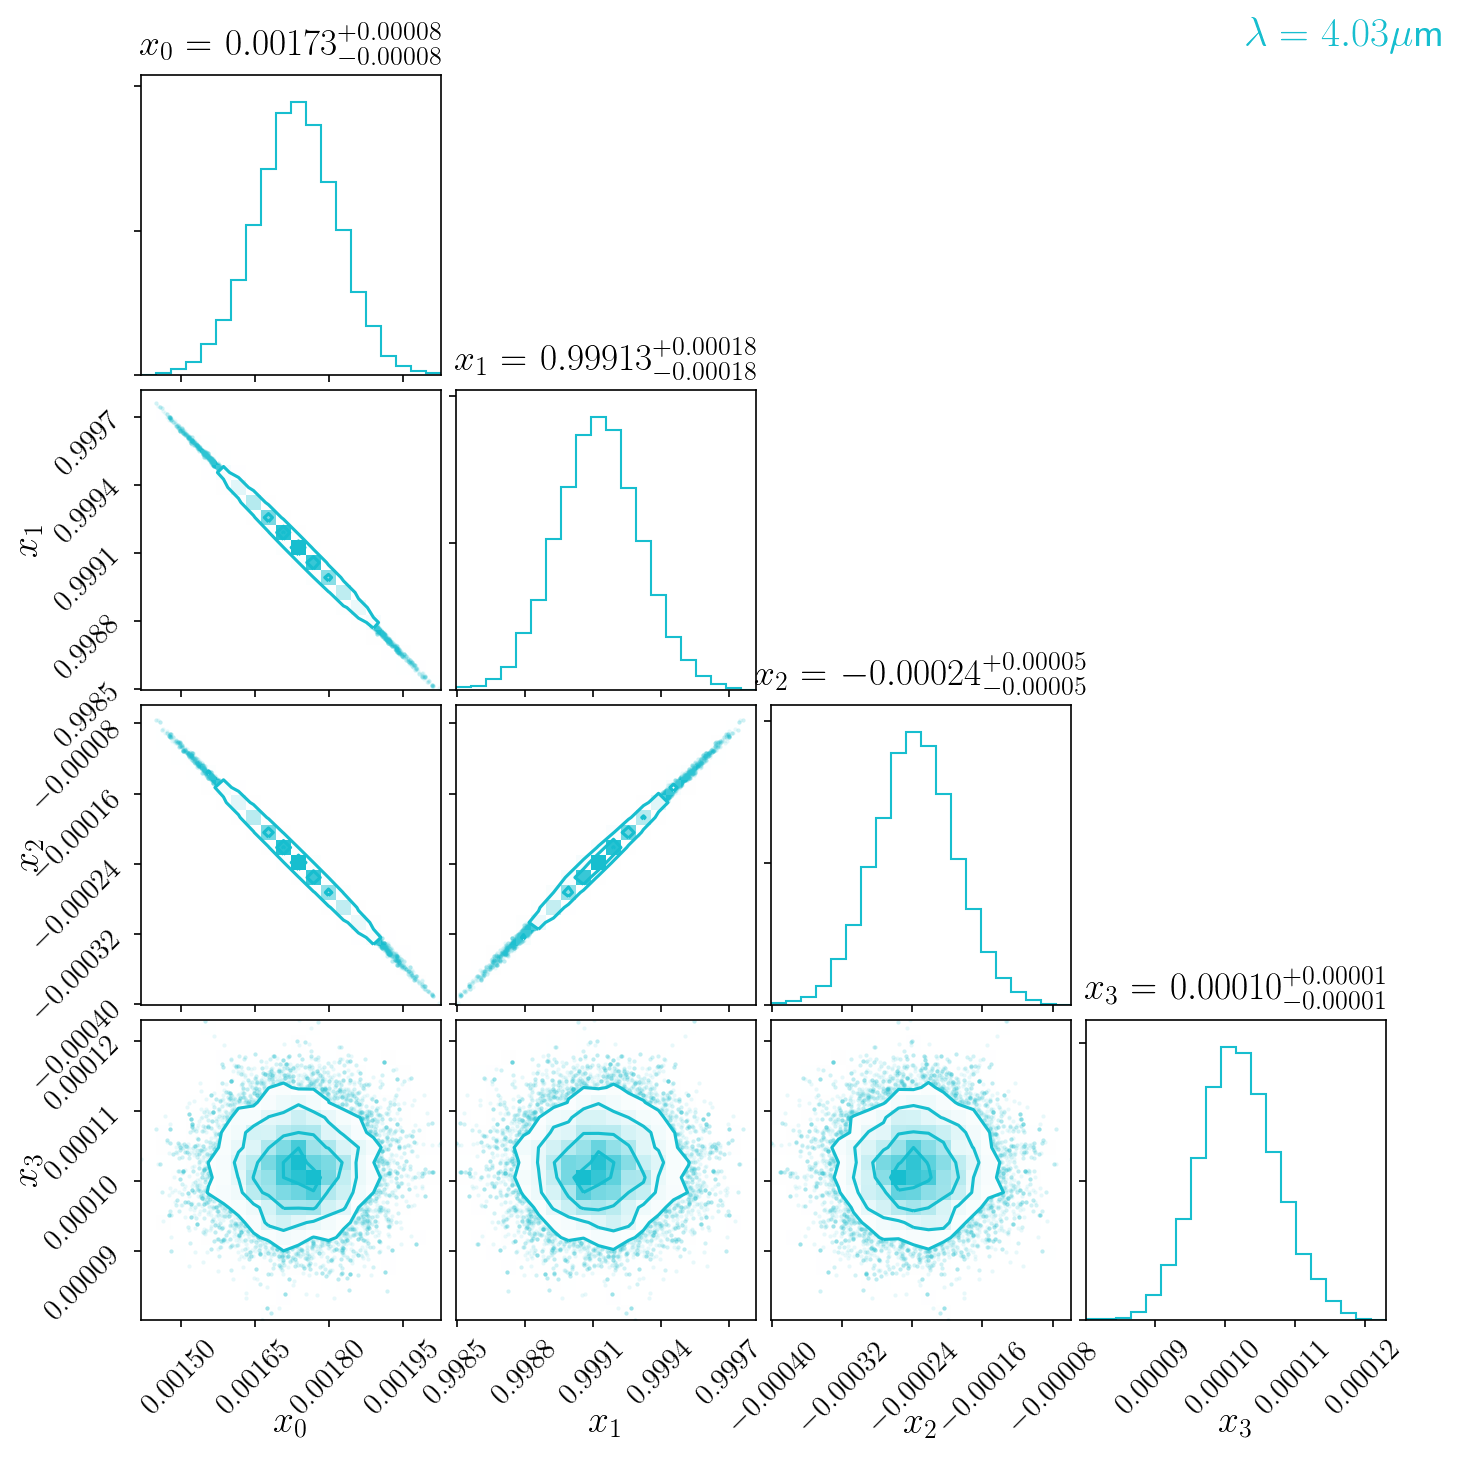 λ = 4.03μm
x₀ = 0.00173⁺⁰·⁰⁰⁰⁰⁸₋₀.₀₀₀₀₈
x₁ = 0.99913⁺⁰·⁰⁰⁰¹⁸₋₀.₀₀₀₁₈
x₁
0.9997
0.9994
0.9991
0.9988
0.9985
x₂ = −0.00024⁺⁰·⁰⁰⁰⁰⁵₋₀.₀₀₀₀₅
x₂
−0.00008
−0.00016
−0.00024
−0.00032
−0.00040
x₃ = 0.00010⁺⁰·⁰⁰⁰⁰¹₋₀.₀₀₀₀₁
x₃
0.00012
0.00011
0.00010
0.00009
0.00150 0.00165 0.00180 0.00195
x₀
0.9985 0.9988 0.9991 0.9994 0.9997
x₁
−0.00040 −0.00032 −0.00024 −0.00016 −0.00008
x₂
0.00009 0.00010 0.00011 0.00012
x₃